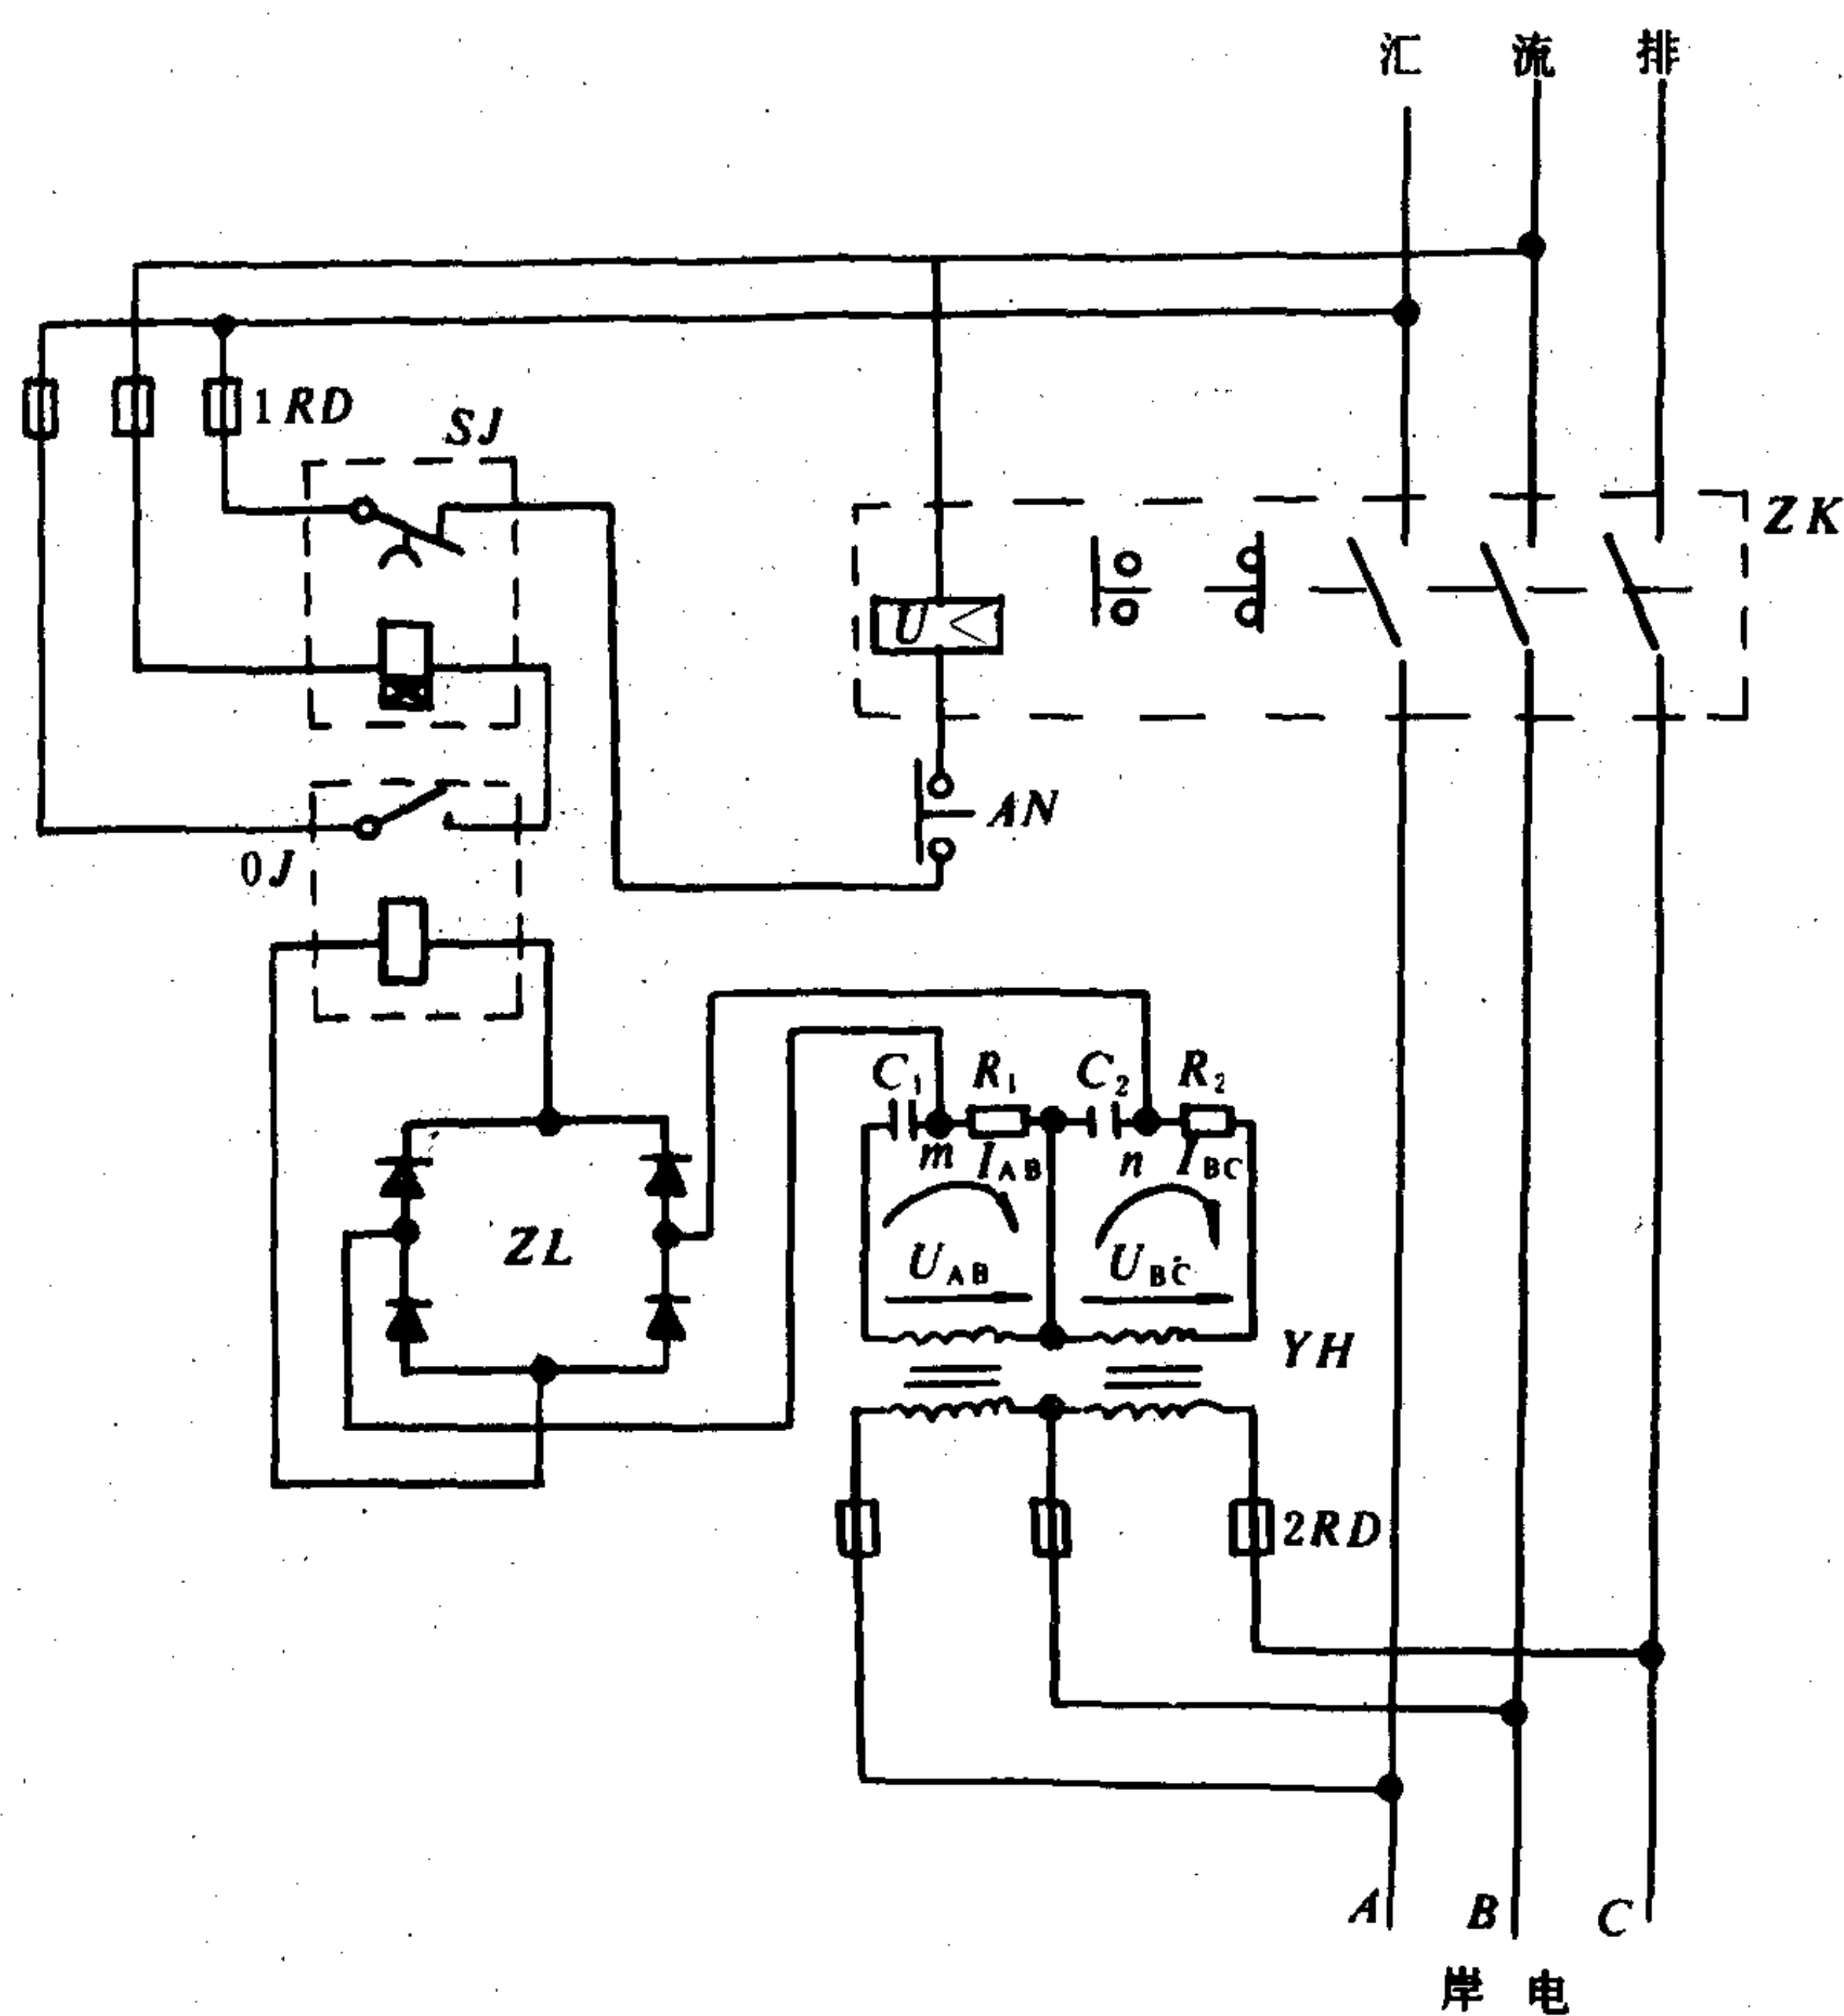 汇 流 排
1RD
SJ
ZK
U <
AN
0J
C1 R1 C2 R2
m IAB n IBC
ZL
UAB UBC
YH
2RD
A B C
岸 电